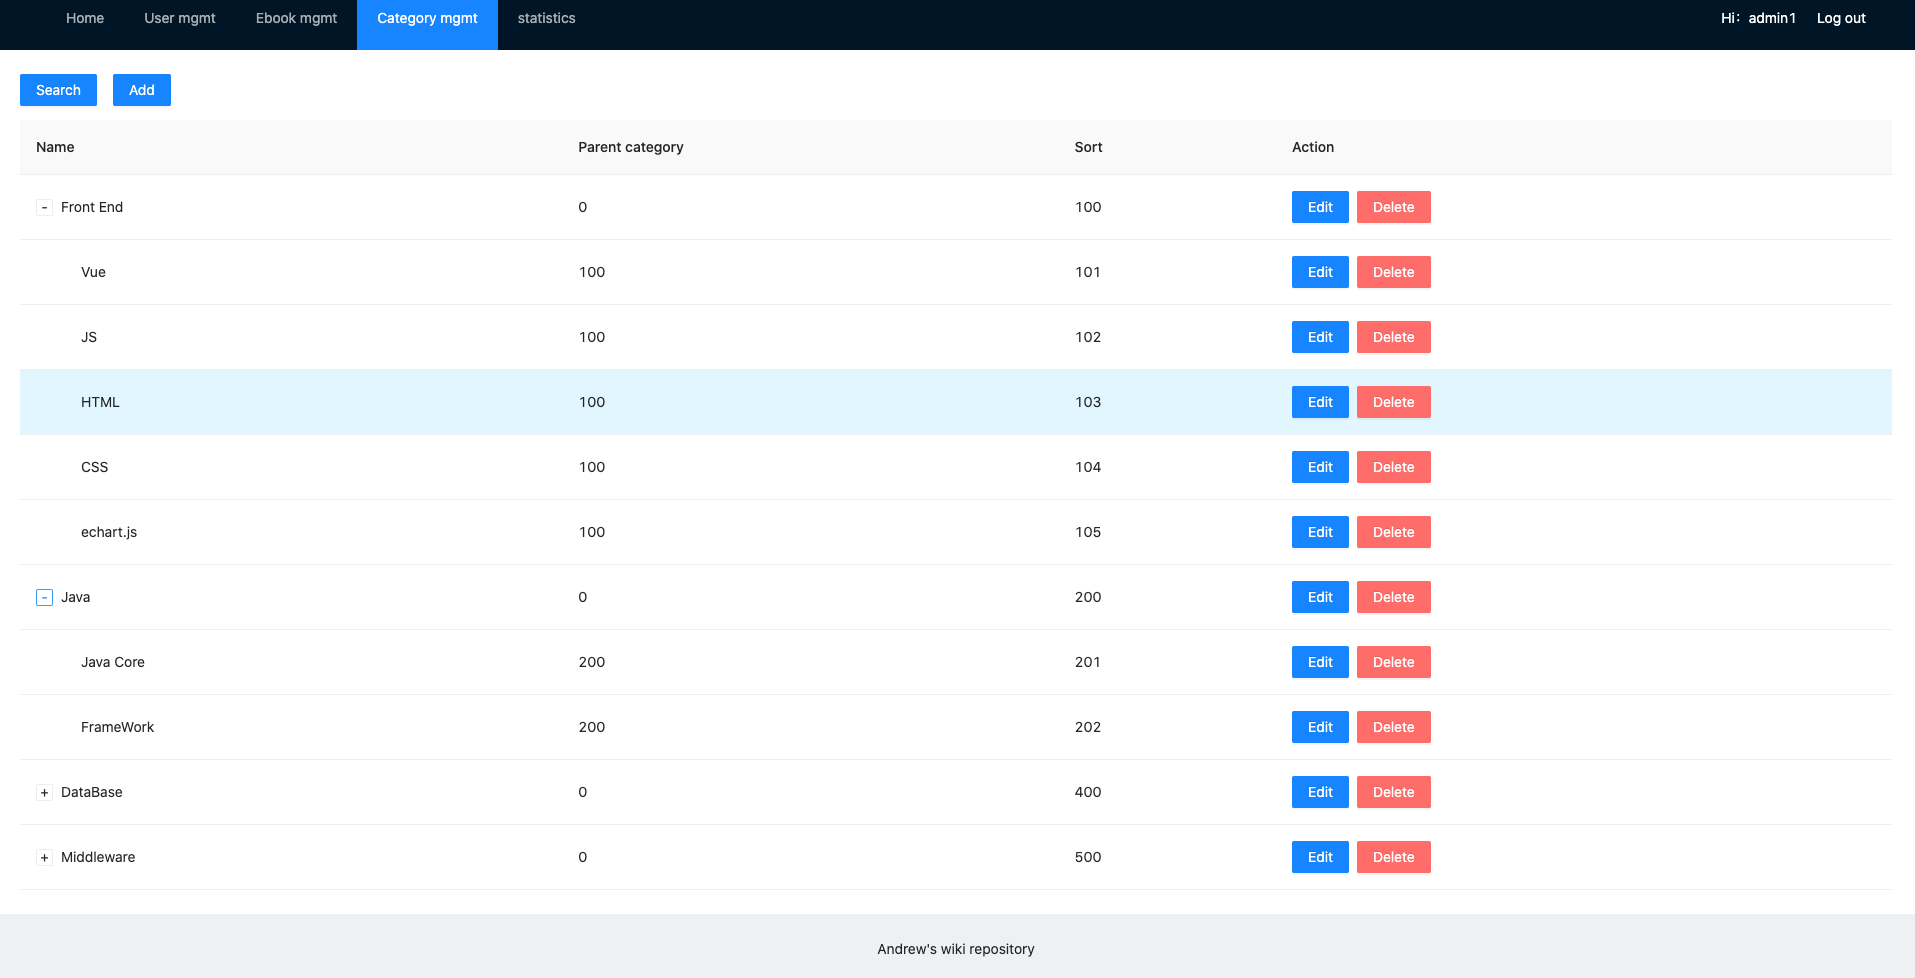 Home User mgmt Ebook mgmt Category mgmt statistics Hi: admin1 Log out
Search Add
Name Parent category Sort Action
- Front End 0 100 Edit Delete
Vue 100 101 Edit Delete
JS 100 102 Edit Delete
HTML 100 103 Edit Delete
CSS 100 104 Edit Delete
echart.js 100 105 Edit Delete
- Java 0 200 Edit Delete
Java Core 200 201 Edit Delete
FrameWork 200 202 Edit Delete
+ DataBase 0 400 Edit Delete
+ Middleware 0 500 Edit Delete
Andrew's wiki repository